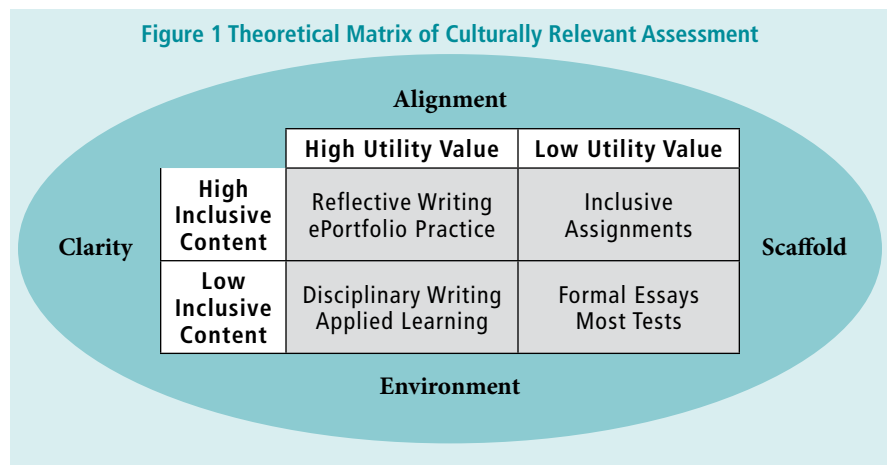 Figure 1 Theoretical Matrix of Culturally Relevant Assessment
Alignment
High Utility Value
Low Utility Value
High
Inclusive
Content
Reflective Writing
ePortfolio Practice
Inclusive
Assignments
Clarity
Scaffold
Low
Inclusive
Content
Disciplinary Writing
Applied Learning
Formal Essays
Most Tests
Environment